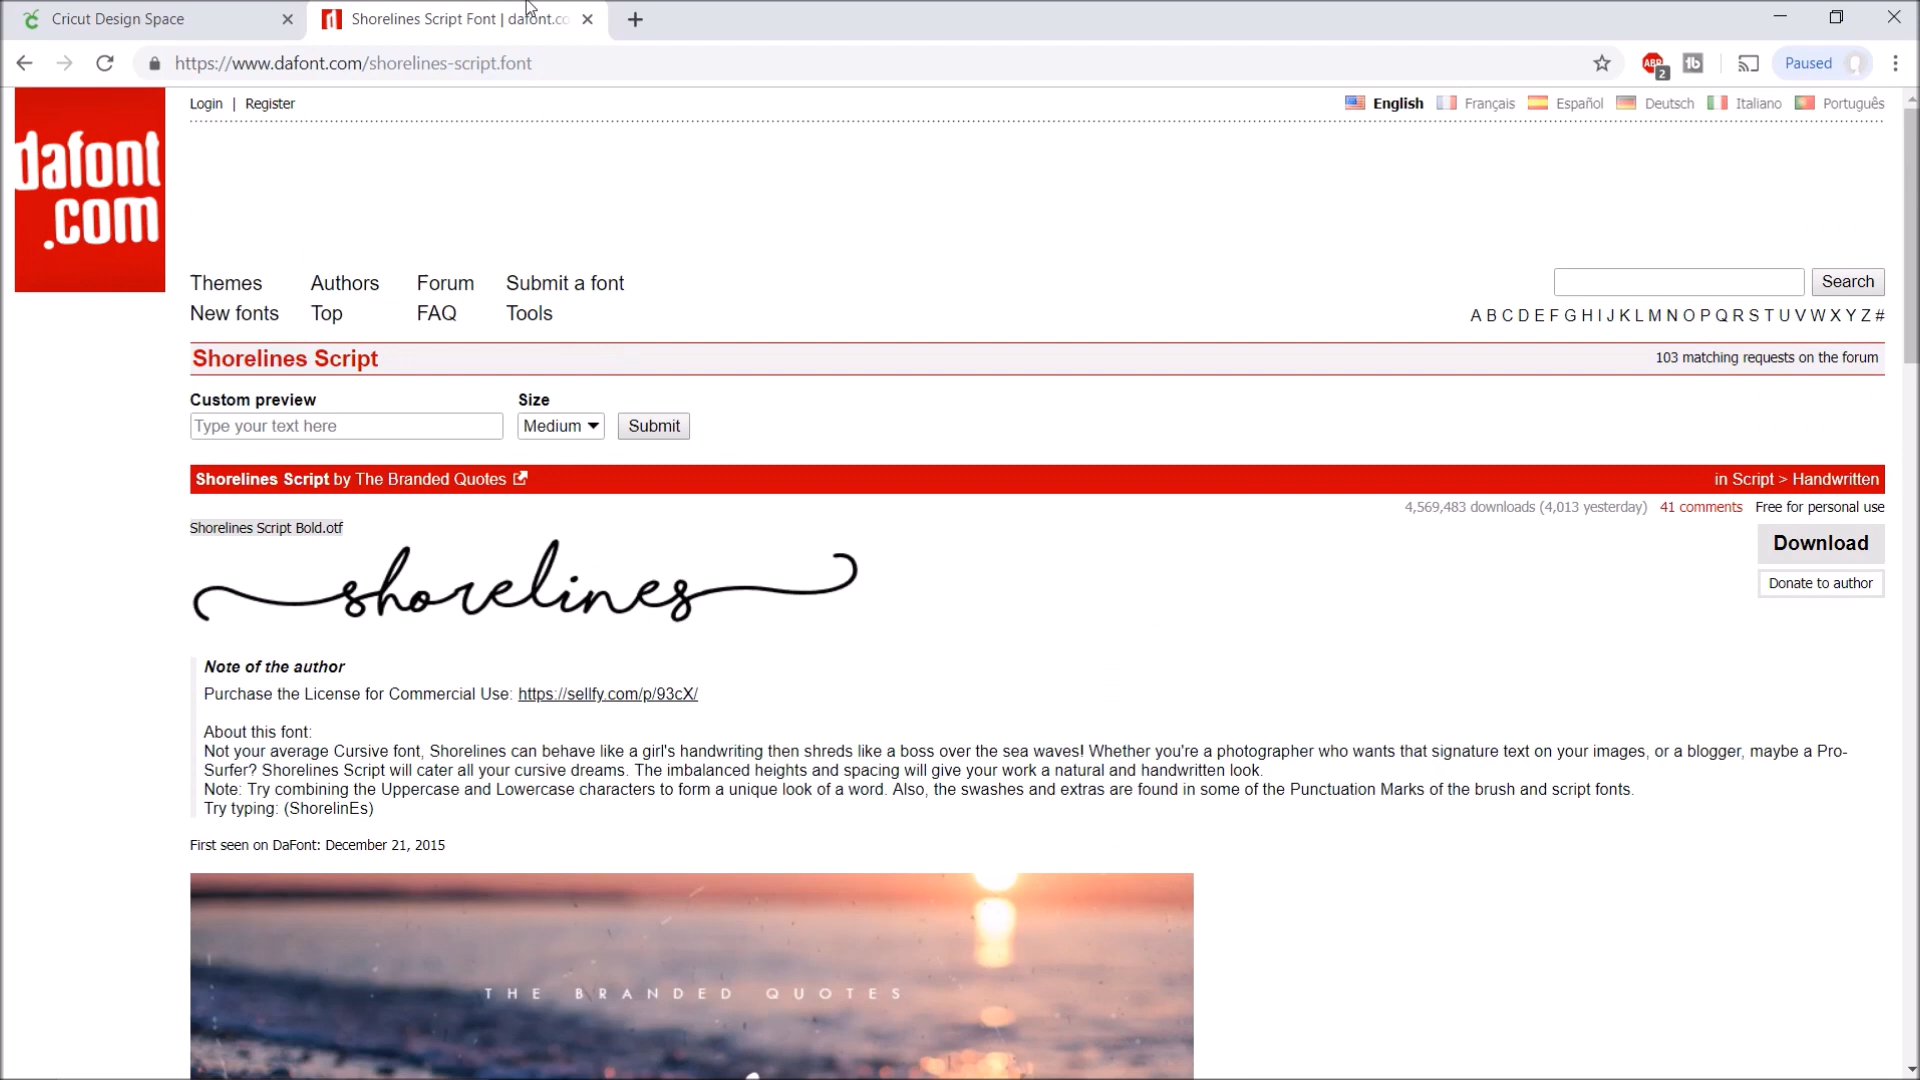 Cricut Design Space
Shorelines Script Font | dafont.co
https://www.dafont.com/shorelines-script.font
ABP
2
Paused
dafont
.com
Login | Register
English Français Español Deutsch Italiano Português
Themes Authors Forum Submit a font
New fonts Top FAQ Tools
Search
A B C D E F G H I J K L M N O P Q R S T U V W X Y Z #
Shorelines Script
103 matching requests on the forum
Custom preview Size
Type your text here Medium Submit
Shorelines Script by The Branded Quotes
in Script > Handwritten
4,569,483 downloads (4,013 yesterday) 41 comments Free for personal use
Shorelines Script Bold.otf
Download
shorelines
Donate to author
Note of the author
Purchase the License for Commercial Use: https://sellfy.com/p/93cX/
About this font:
Not your average Cursive font, Shorelines can behave like a girl's handwriting then shreds like a boss over the sea waves! Whether you're a photographer who wants that signature text on your images, or a blogger, maybe a Pro-
Surfer? Shorelines Script will cater all your cursive dreams. The imbalanced heights and spacing will give your work a natural and handwritten look.
Note: Try combining the Uppercase and Lowercase characters to form a unique look of a word. Also, the swashes and extras are found in some of the Punctuation Marks of the brush and script fonts.
Try typing: (ShorelinEs)
First seen on DaFont: December 21, 2015
THE BRANDED QUOTES